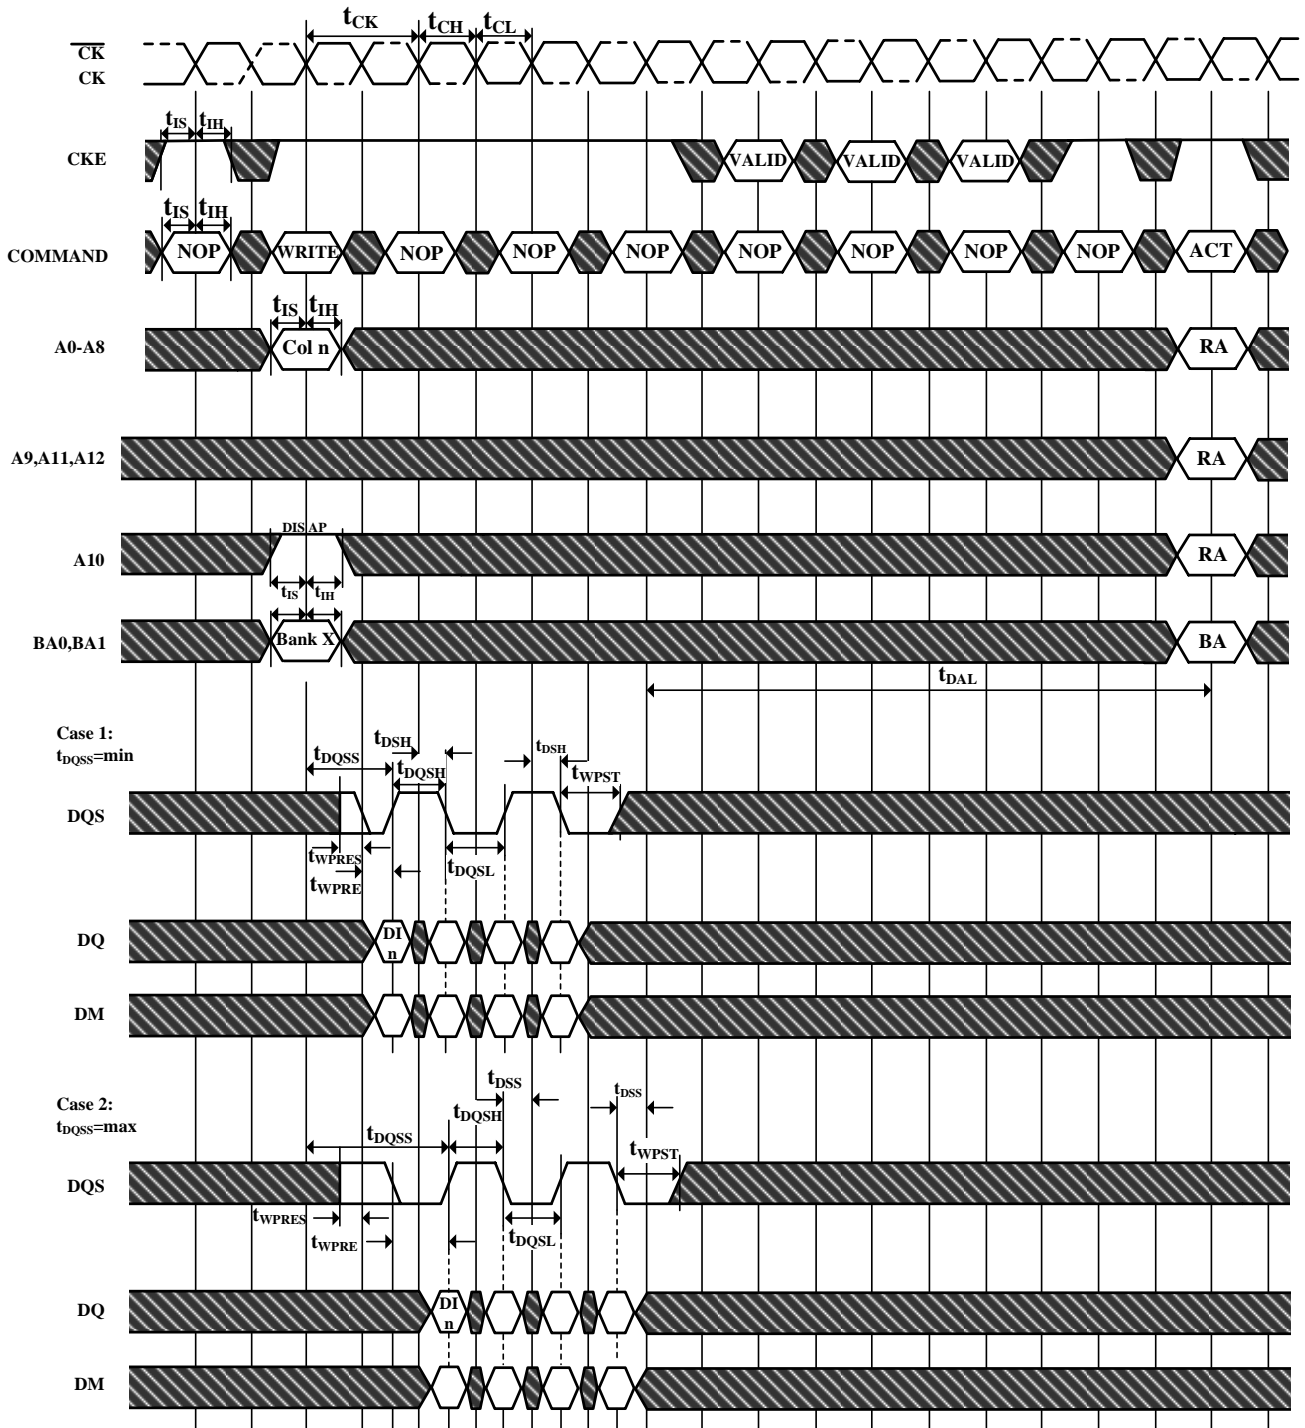 tCK tCH tCL
CK
CK
tIS tIH
CKE VALID VALID VALID
tIS tIH
COMMAND NOP WRITE NOP NOP NOP NOP NOP NOP NOP ACT
tIS tIH
A0-A8 Col n RA
A9,A11,A12 RA
DIS AP
A10 RA
tIS tIH
BA0,BA1 Bank X BA
tDAL
Case 1:
tDQSS=min
tDSH tDSH
tDQSS tDQSH tWPST
DQS
tWPRES tDQSL
tWPRE
DQ DI
n
DM
tDSS tDSS
Case 2:
tDQSS=max
tDQSS tDQSH tWPST
DQS
tWPRES tWPRE tDQSL
DQ DI
n
DM